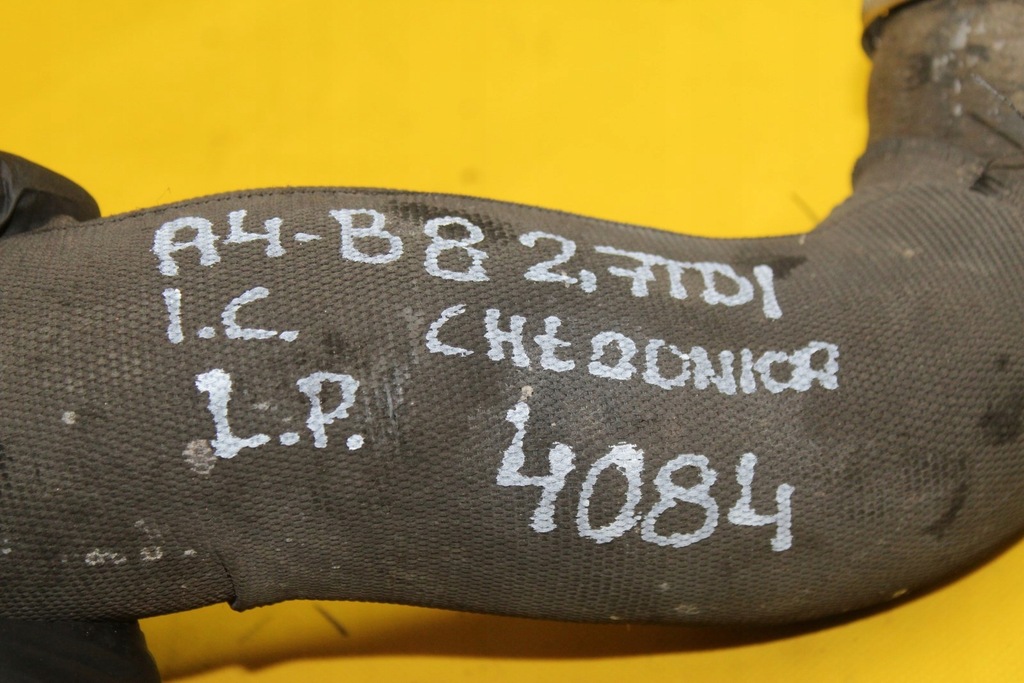 A4-B8 2,7TDI
I.C. CHŁODNICA
L.P. 4084